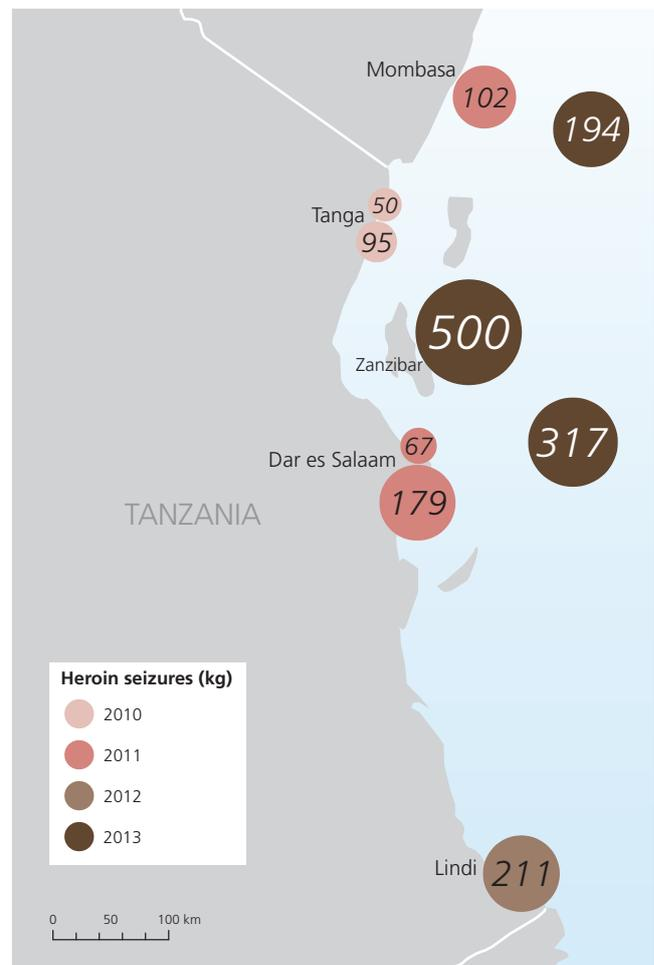 Mombasa
102
194
50
Tanga
95
500
Zanzibar
317
67
Dar es Salaam
179
TANZANIA
Heroin seizures (kg)
2010
2011
2012
2013
Lindi
211
0 50 100 km